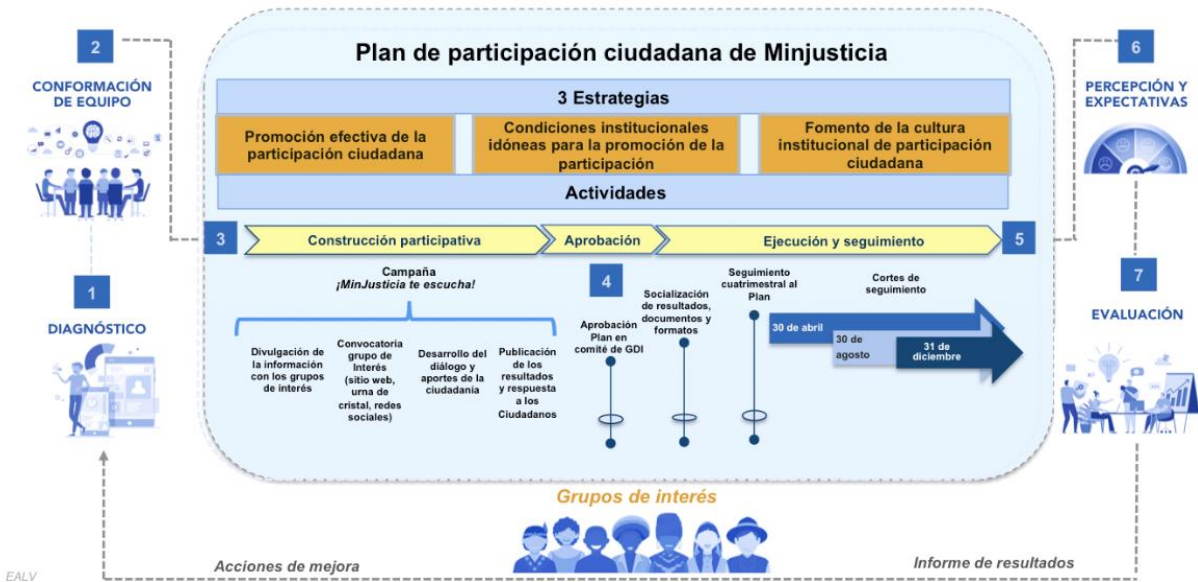 Plan de participación ciudadana de Minjusticia
3 Estrategias
Promoción efectiva de la
participación ciudadana
Condiciones institucionales
idóneas para la promoción de la
participación
Fomento de la cultura
institucional de participación
ciudadana
Actividades
2
CONFORMACIÓN
DE EQUIPO
1
DIAGNÓSTICO
3
Construcción participativa
Aprobación
Ejecución y seguimiento
5
Campaña
¡MinJusticia te escucha!
Divulgación de
la información
con los grupos
de interés
Convocatoria
grupo de
Interés
(sitio web,
urna de
cristal, redes
sociales)
Desarrollo del
diálogo y
aportes de la
ciudadanía
Publicación
de los
resultados
y respuesta
a los
Ciudadanos
4
Aprobación
Plan en
comité de GDI
Socialización
de resultados,
documentos y
formatos
Seguimiento
cuatrimestral al
Plan
Cortes de
seguimiento
30 de abril
30 de
agosto
31 de
diciembre
6
PERCEPCIÓN Y
EXPECTATIVAS
7
EVALUACIÓN
Grupos de interés
Acciones de mejora
Informe de resultados
EALV